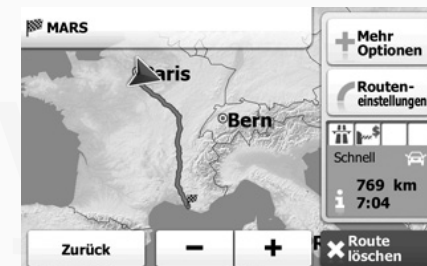 MARS
Mehr
Optionen
Paris
Routen-
einstellungen
Bern
$
Schnell
769 km
i 7:04
Zurück
−
+
Route
löschen